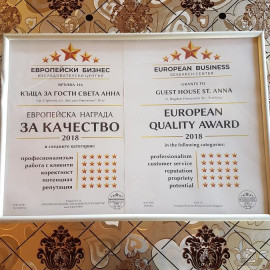 ЕВРОПЕЙСКИ БИЗНЕС
ИЗСЛЕДОВАТЕЛСКИ ЦЕНТЪР
КЪЩА ЗА ГОСТИ СВЕТА АННА
ЕВРОПЕЙСКА НАГРАДА
ЗА КАЧЕСТВО
2018
в следните категории:
професионализъм
работа с клиенти
коректност
потенциал
репутация
EUROPEAN BUSINESS
RESEARCH CENTER
GUEST HOUSE ST. ANNA
EUROPEAN
QUALITY AWARD
2018
in the following categories:
professionalism
customer service
reputation
propriety
potential